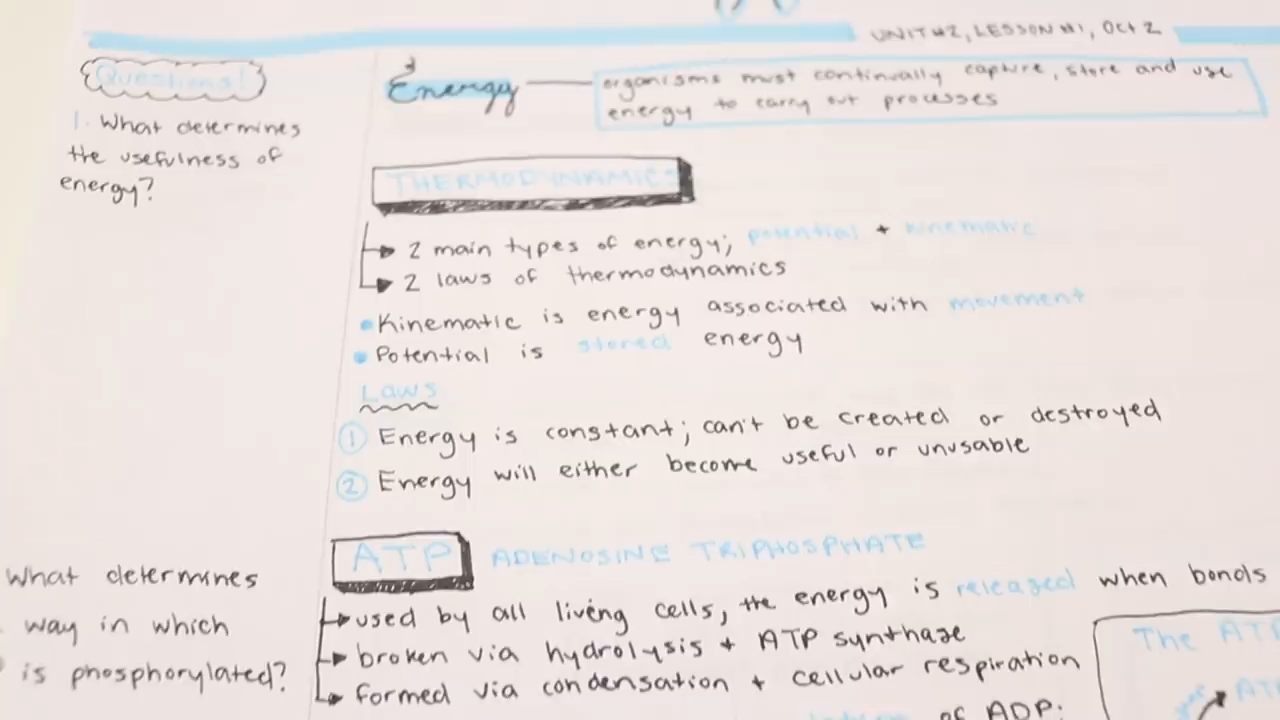 UNIT #2, LESSON #1, OCT 2
Questions!
1. What determines
the usefulness of
energy?
Energy
organisms must continually capture, store and use
energy to carry out processes
THERMODYNAMICS
2 main types of energy; potential + kinematic
2 laws of thermodynamics
Kinematic is energy associated with movement
Potential is stored energy
Laws
1 Energy is constant; can't be created or destroyed
2 Energy will either become useful or unusable
ATP ADENOSINE TRIPHOSPHATE
used by all living cells, the energy is released when bonds
broken via hydrolysis + ATP synthase
formed via condensation + cellular respiration
of ADP:
What determines
way in which
is phosphorylated?
The ATP